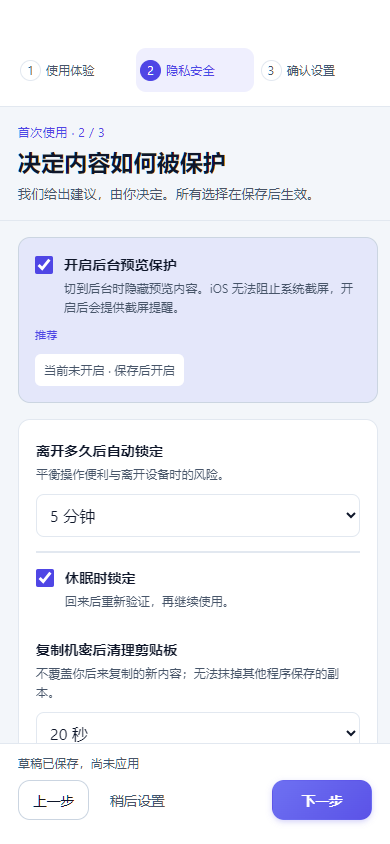 1 使用体验
2 隐私安全
3 确认设置
首次使用 · 2 / 3
决定内容如何被保护
我们给出建议，由你决定。所有选择在保存后生效。
开启后台预览保护
切到后台时隐藏预览内容。iOS 无法阻止系统截屏，开
启后会提供截屏提醒。
推荐
当前未开启 · 保存后开启
离开多久后自动锁定
平衡操作便利与离开设备时的风险。
5 分钟
休眠时锁定
回来后重新验证，再继续使用。
复制机密后清理剪贴板
不覆盖你后来复制的新内容；无法抹掉其他程序保存的副
本。
20 秒
草稿已保存，尚未应用
上一步
稍后设置
下一步